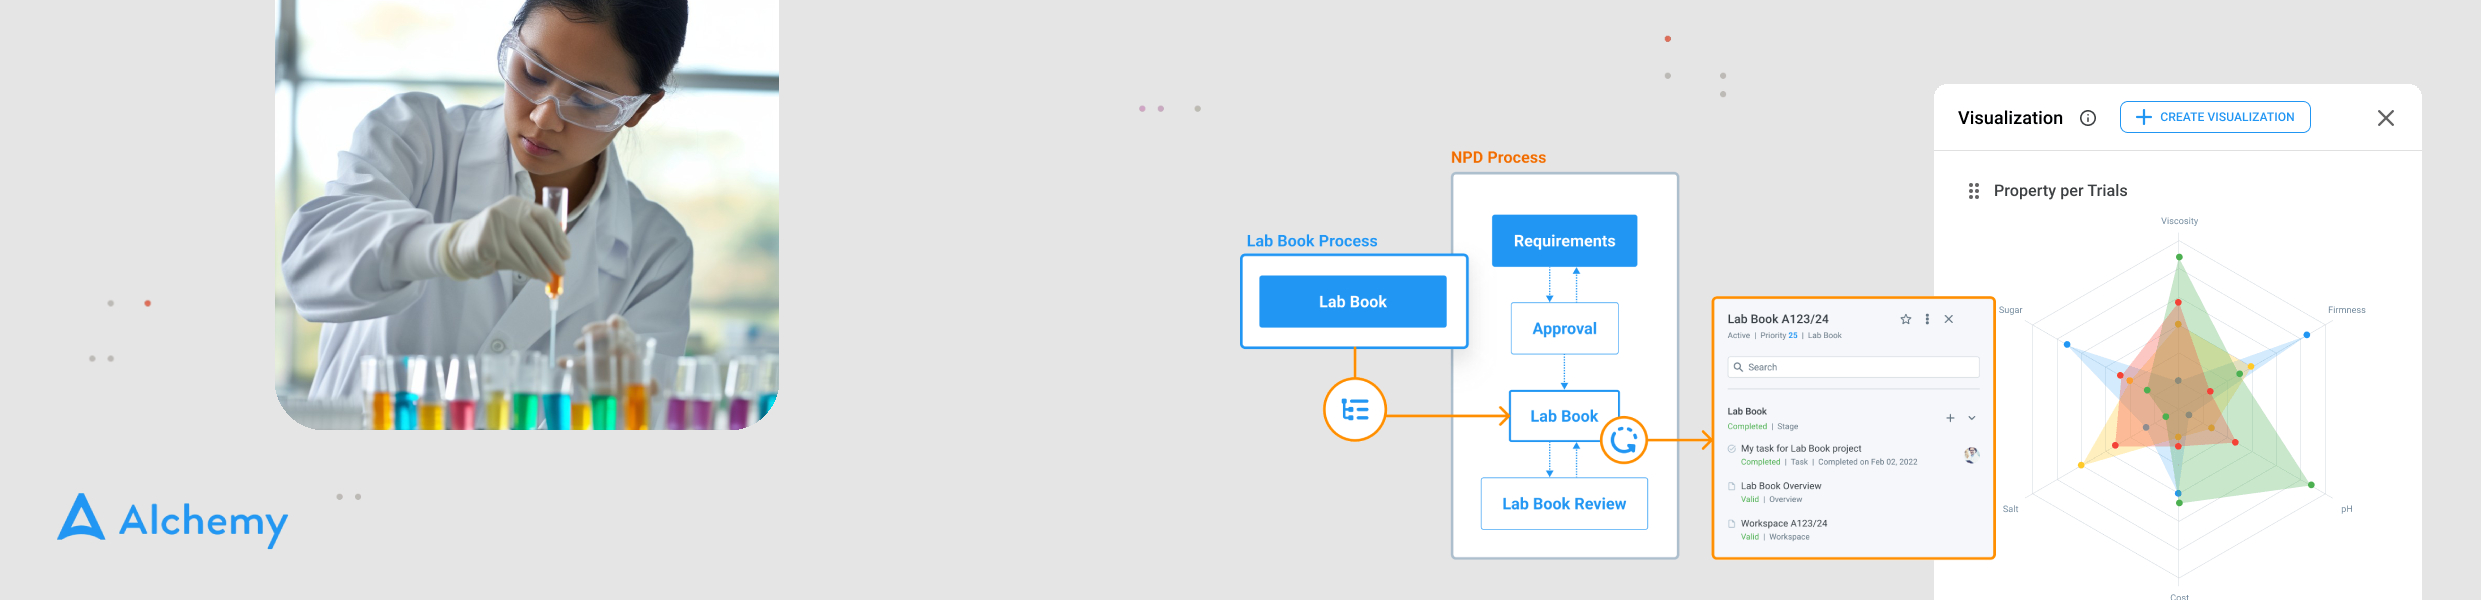 Alchemy
Lab Book Process
Lab Book
NPD Process
Requirements
Approval
Lab Book
Lab Book Review
Lab Book A123/24
Active | Priority 25 | Lab Book
Search
Lab Book
Completed | Stage
My task for Lab Book project
Completed | Task | Completed on Feb 02, 2022
Lab Book Overview
Valid | Overview
Workspace A123/24
Valid | Workspace
Visualization
CREATE VISUALIZATION
Property per Trials
Viscosity
Sugar
Firmness
Salt
pH
Cost